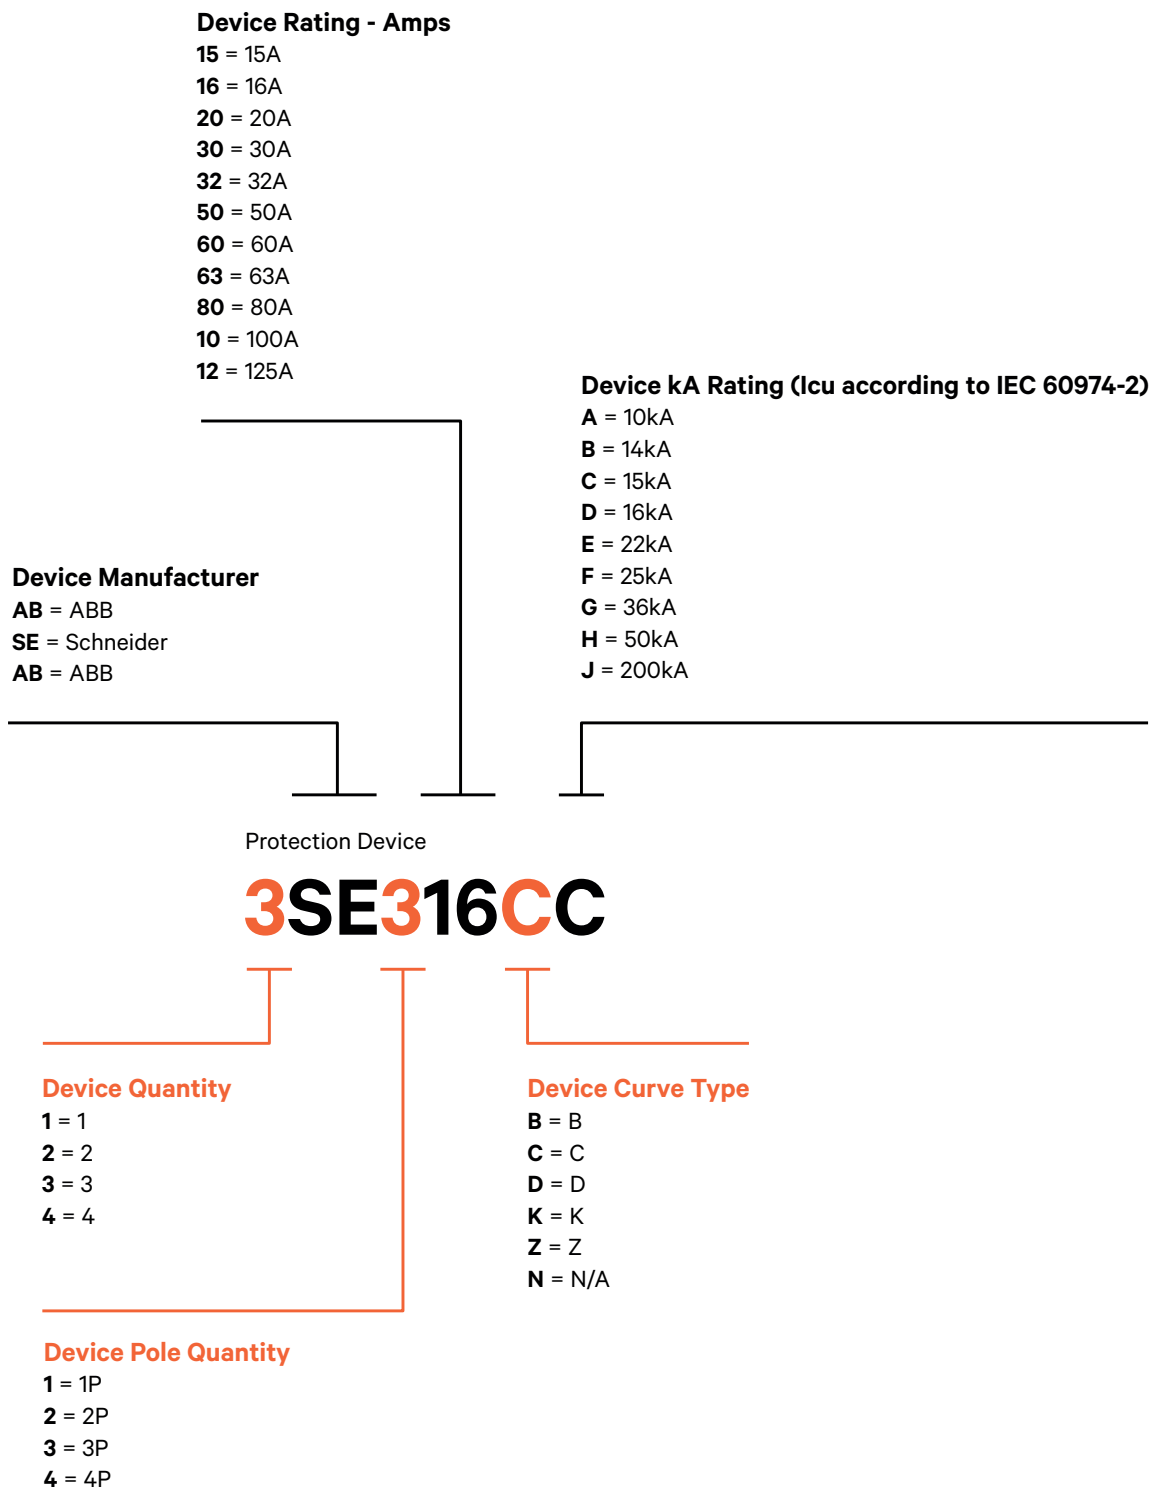 Device Rating - Amps
15 = 15A
16 = 16A
20 = 20A
30 = 30A
32 = 32A
50 = 50A
60 = 60A
63 = 63A
80 = 80A
10 = 100A
12 = 125A
Device kA Rating (Icu according to IEC 60974-2)
A = 10kA
B = 14kA
C = 15kA
D = 16kA
E = 22kA
F = 25kA
G = 36kA
H = 50kA
J = 200kA
Device Manufacturer
AB = ABB
SE = Schneider
AB = ABB
Protection Device
3SE316CC
Device Quantity
1 = 1
2 = 2
3 = 3
4 = 4
Device Curve Type
B = B
C = C
D = D
K = K
Z = Z
N = N/A
Device Pole Quantity
1 = 1P
2 = 2P
3 = 3P
4 = 4P